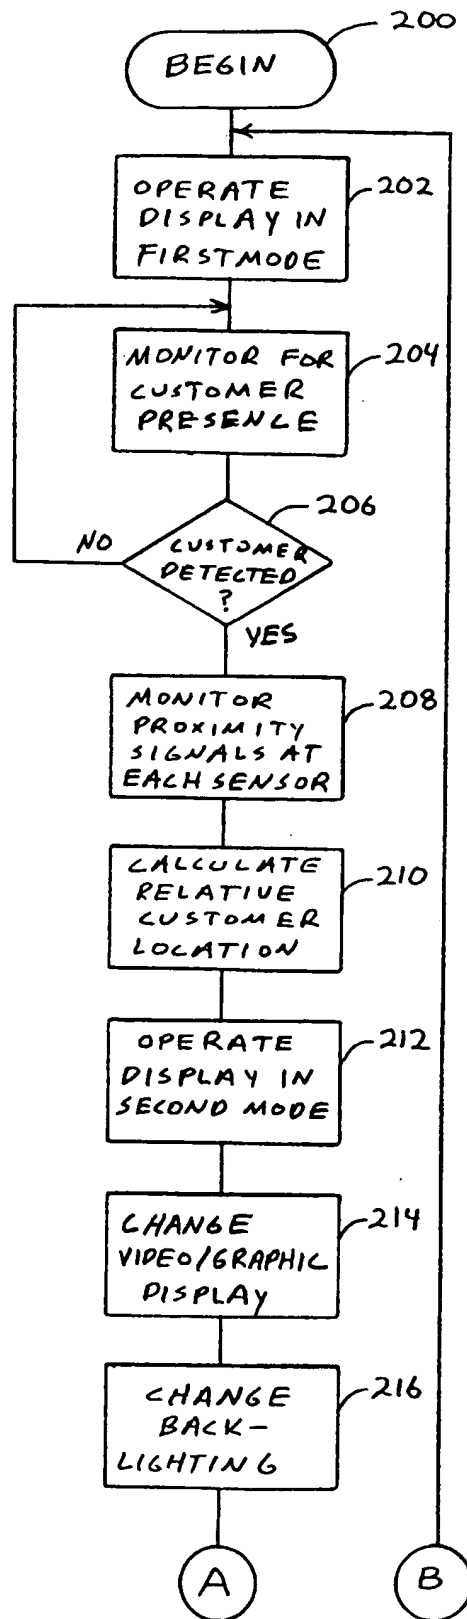 200
BEGIN
202
OPERATE
DISPLAY IN
FIRST MODE
204
MONITOR FOR
CUSTOMER
PRESENCE
206
NO
CUSTOMER
DETECTED
?
YES
208
MONITOR
PROXIMITY
SIGNALS AT
EACH SENSOR
210
CALCULATE
RELATIVE
CUSTOMER
LOCATION
212
OPERATE
DISPLAY IN
SECOND MODE
214
CHANGE
VIDEO/GRAPHIC
DISPLAY
216
CHANGE
BACK-
LIGHTING
A
B